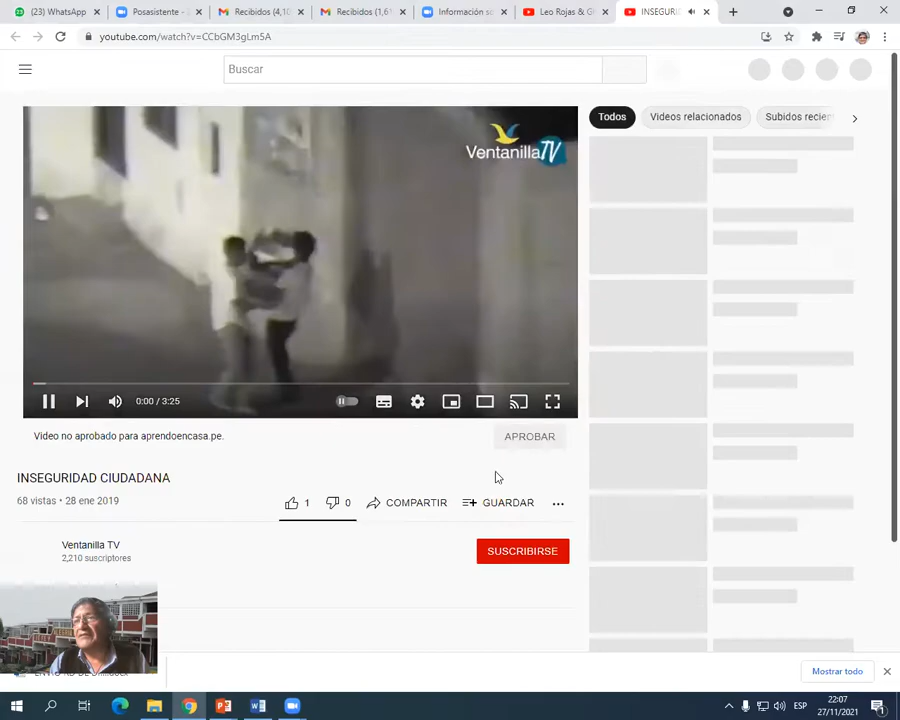 (23) WhatsApp
Posasistente -
Recibidos (4,10
Recibidos (1,61
Información so
Leo Rojas & G
INSEGURI
youtube.com/watch?v=CCbGM3gLm5A
Buscar
VentanillaTV
Todos
Videos relacionados
Subidos recien
0:00 / 3:25
Video no aprobado para aprendoencasa.pe.
APROBAR
INSEGURIDAD CIUDADANA
68 vistas • 28 ene 2019
1
0
COMPARTIR
GUARDAR
Ventanilla TV
2,210 suscriptores
SUSCRIBIRSE
Mostrar todo
ESP
22:07
27/11/2021